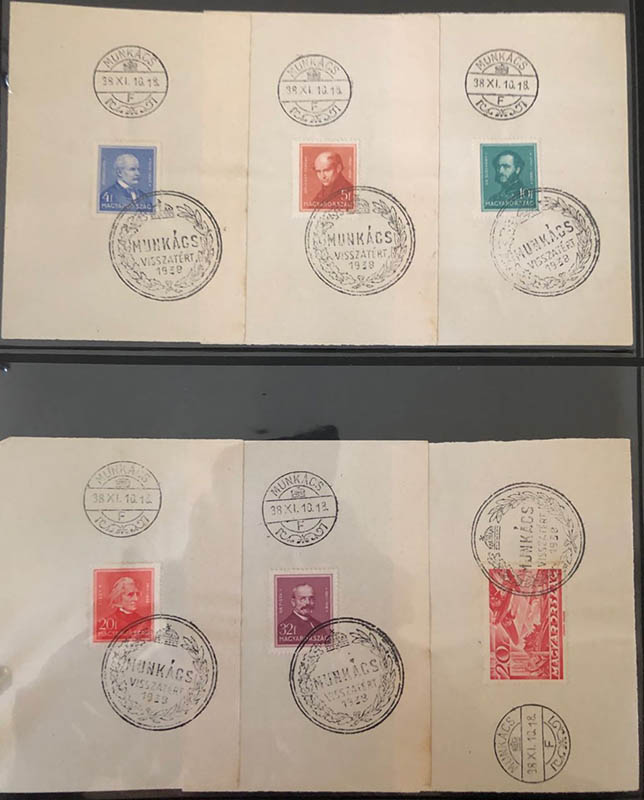 MUNKÁCS
38 XI. 10.18.
F
4f
MAGYARORSZÁG
MUNKÁCS
VISSZATÉRT
1938
MUNKÁCS
38 XI. 10.18.
F
5f
MAGYARORSZÁG
MUNKÁCS
VISSZATÉRT
1938
MUNKÁCS
38 XI. 10.18.
F
10f
MAGYARORSZÁG
MUNKÁCS
VISSZATÉRT
1938
MUNKÁCS
38 XI. 10.18.
F
20f
MAGYARORSZÁG
MUNKÁCS
VISSZATÉRT
1938
MUNKÁCS
38 XI. 10.18.
F
32f
MAGYARORSZÁG
MUNKÁCS
VISSZATÉRT
1938
MUNKÁCS
VISSZATÉRT
1938
20f
MAGYARORSZÁG
MUNKÁCS
38 XI. 10.18.
F